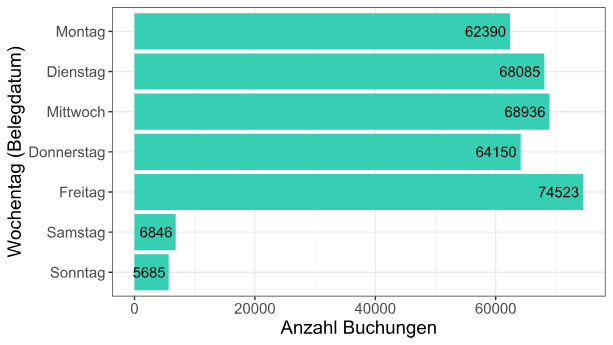 Wochentag (Belegdatum)
Montag 62390
Dienstag 68085
Mittwoch 68936
Donnerstag 64150
Freitag 74523
Samstag 6846
Sonntag 5685
0 20000 40000 60000
Anzahl Buchungen